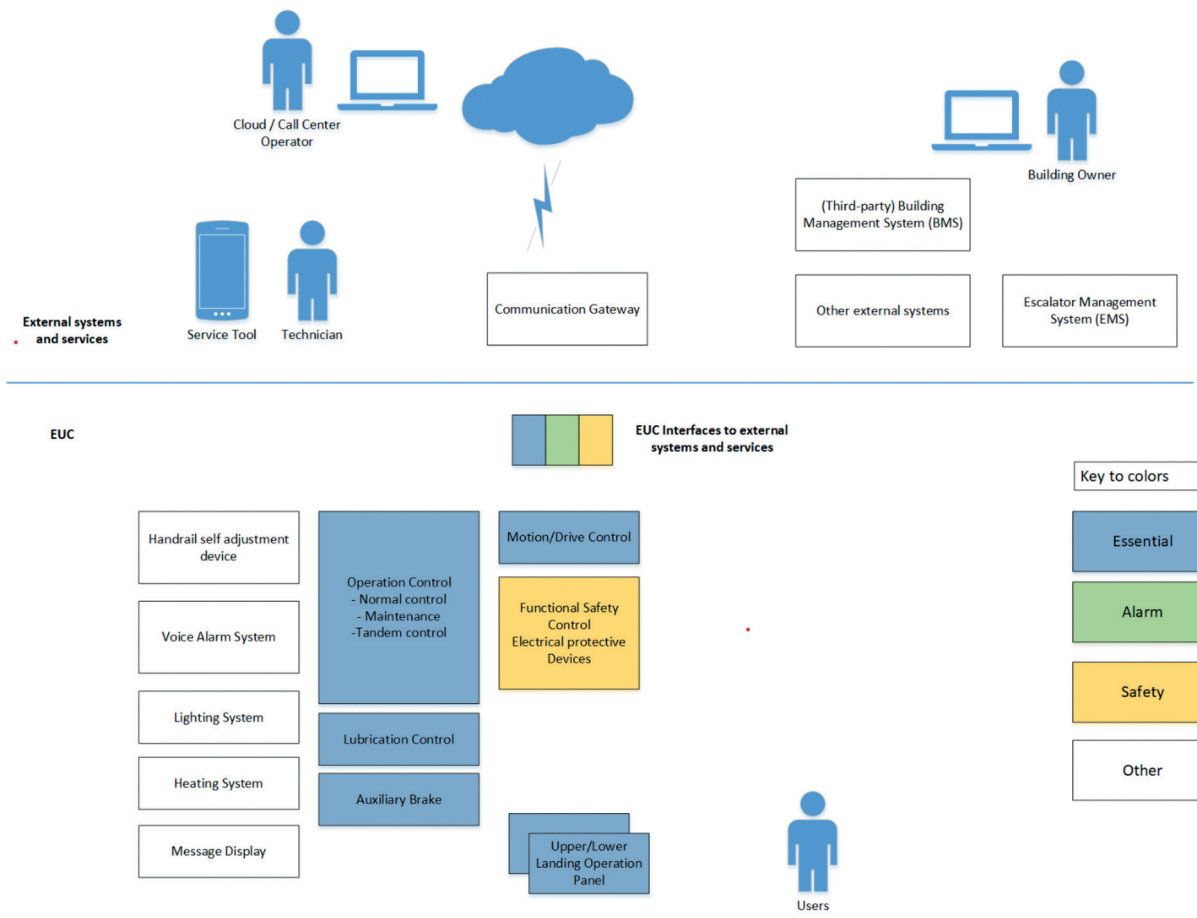 Cloud / Call Center
Operator
Building Owner
(Third-party) Building
Management System (BMS)
Service Tool
Technician
Communication Gateway
Other external systems
Escalator Management
System (EMS)
External systems
and services
EUC
EUC Interfaces to external
systems and services
Key to colors
Essential
Alarm
Safety
Other
Handrail self adjustment
device
Voice Alarm System
Lighting System
Heating System
Message Display
Operation Control
- Normal control
- Maintenance
-Tandem control
Lubrication Control
Auxiliary Brake
Motion/Drive Control
Functional Safety
Control
Electrical protective
Devices
Upper/Lower
Landing Operation
Panel
Users